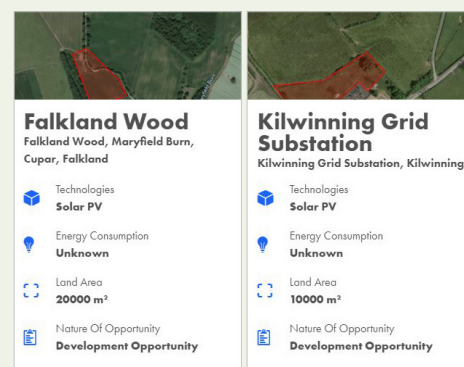 Falkland Wood
Falkland Wood, Maryfield Burn,
Cupar, Falkland
Technologies
Solar PV
Energy Consumption
Unknown
Land Area
20000 m²
Nature Of Opportunity
Development Opportunity
Kilwinning Grid
Substation
Kilwinning Grid Substation, Kilwinning
Technologies
Solar PV
Energy Consumption
Unknown
Land Area
10000 m²
Nature Of Opportunity
Development Opportunity